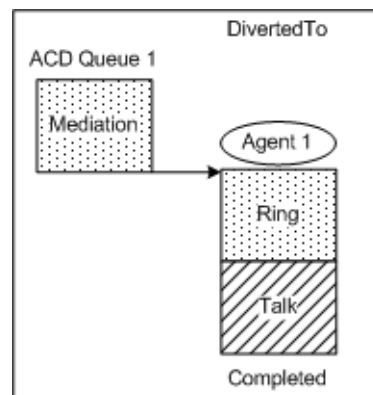 DivertedTo
ACD Queue 1
Mediation
Agent 1
Ring
Talk
Completed